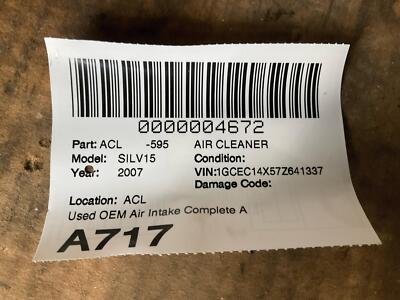 0000004672
Part: ACL -595 AIR CLEANER
Model: SILV15 Condition:
Year: 2007 VIN:1GCEC14X57Z641337
Damage Code:
Location: ACL
Used OEM Air Intake Complete A
A717